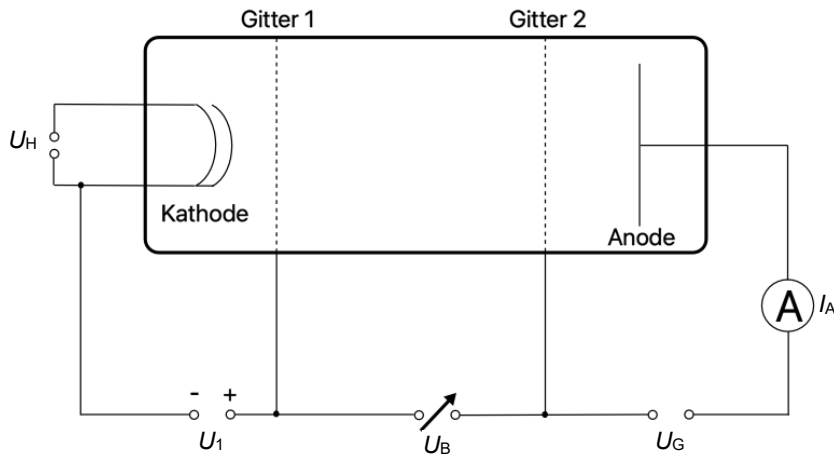 Gitter 1
Gitter 2
UH
Kathode
Anode
A
IA
- +
U1
UB
UG